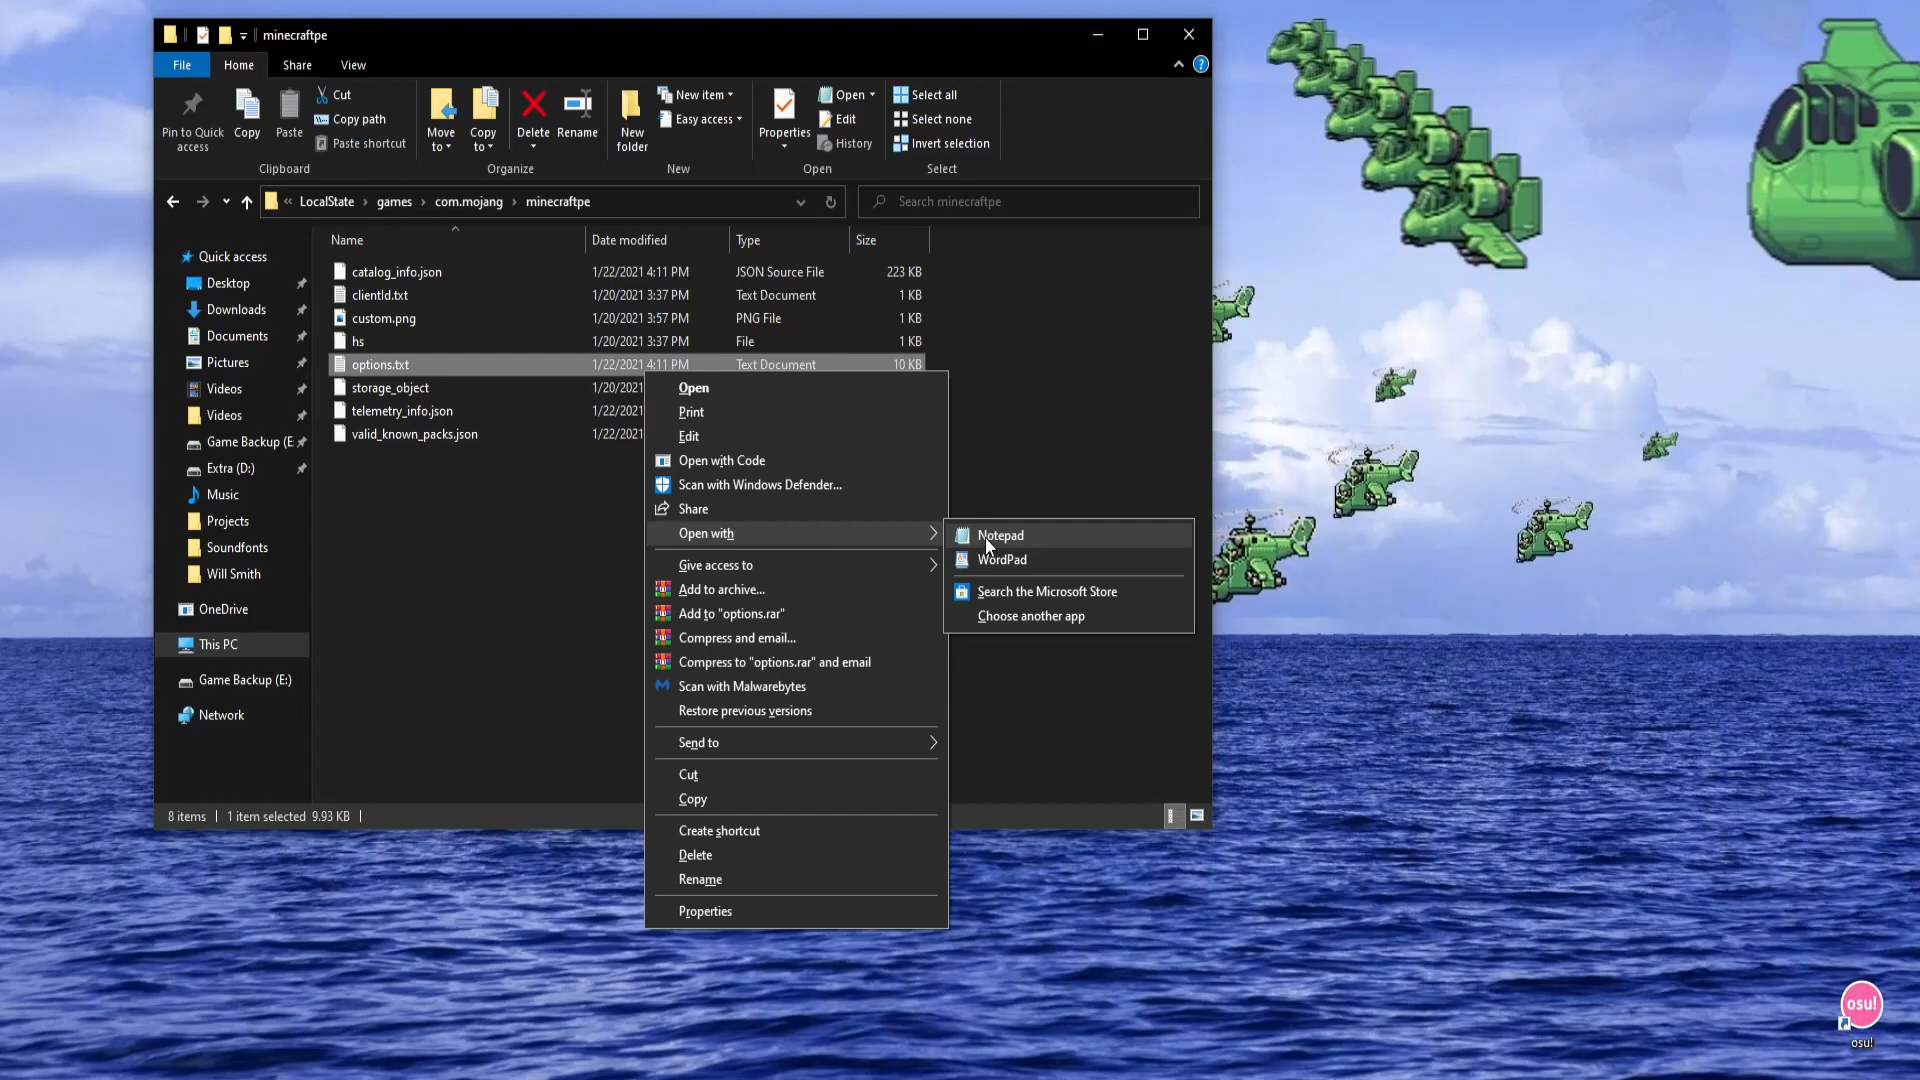 minecraftpe
File
Home
Share
View
Pin to Quick access
Copy
Paste
Cut
Copy path
Paste shortcut
Clipboard
Move to
Copy to
Delete
Rename
Organize
New folder
New item
Easy access
New
Properties
Open
Edit
History
Open
Select all
Select none
Invert selection
Select
« LocalState › games › com.mojang › minecraftpe
Search minecraftpe
Quick access
Desktop
Downloads
Documents
Pictures
Videos
Videos
Game Backup (E:
Extra (D:)
Music
Projects
Soundfonts
Will Smith
OneDrive
This PC
Game Backup (E:)
Network
Name Date modified Type Size
catalog_info.json 1/22/2021 4:11 PM JSON Source File 223 KB
clientId.txt 1/20/2021 3:37 PM Text Document 1 KB
custom.png 1/20/2021 3:57 PM PNG File 1 KB
hs 1/20/2021 3:37 PM File 1 KB
options.txt 1/22/2021 4:11 PM Text Document 10 KB
storage_object 1/20/2021
telemetry_info.json 1/22/2021
valid_known_packs.json 1/22/2021
Open
Print
Edit
Open with Code
Scan with Windows Defender...
Share
Open with
Give access to
Add to archive...
Add to "options.rar"
Compress and email...
Compress to "options.rar" and email
Scan with Malwarebytes
Restore previous versions
Send to
Cut
Copy
Create shortcut
Delete
Rename
Properties
Notepad
WordPad
Search the Microsoft Store
Choose another app
8 items 1 item selected 9.93 KB
osu!
osu!